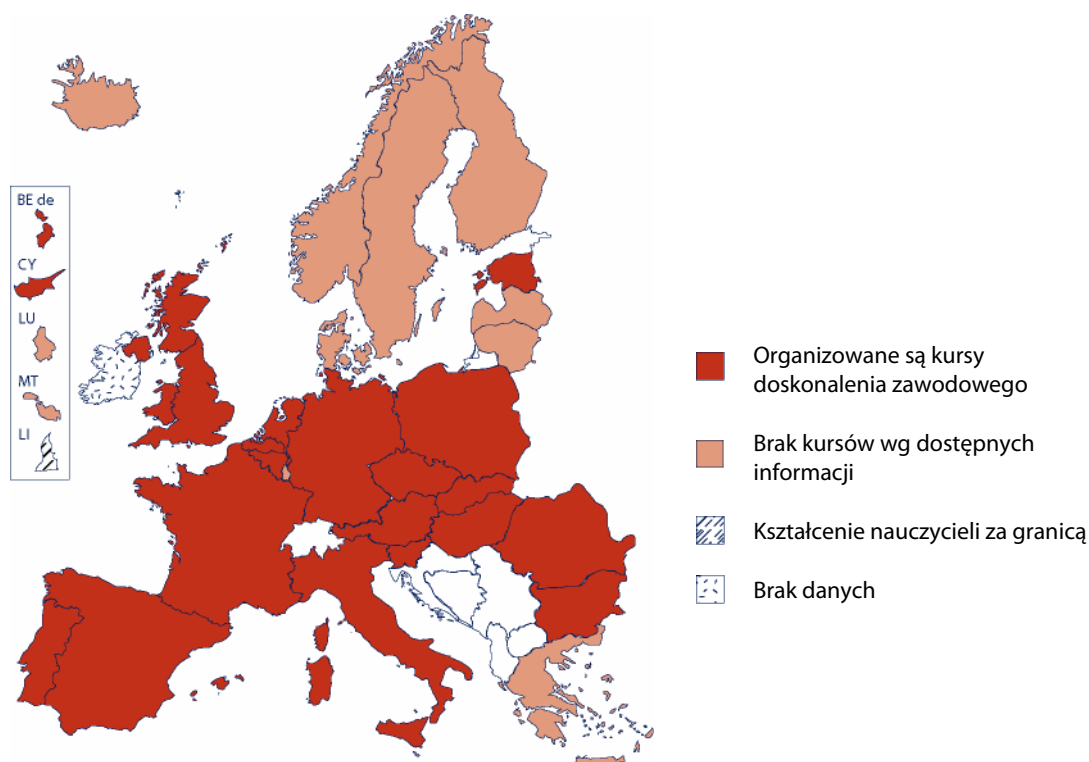 BE de
CY
LU
MT
LI
Organizowane są kursy
doskonalenia zawodowego
Brak kursów wg dostępnych
informacji
Kształcenie nauczycieli za granicą
Brak danych